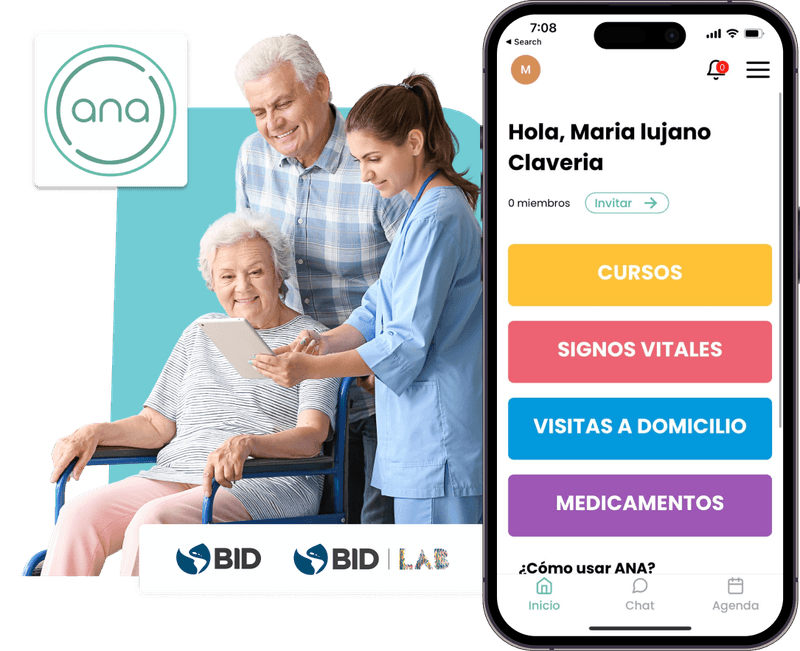 ana
BID
BID | LAB
7:08
Search
M
0
Hola, Maria lujano
Claveria
0 miembros
Invitar
CURSOS
SIGNOS VITALES
VISITAS A DOMICILIO
MEDICAMENTOS
¿Cómo usar ANA?
Inicio
Chat
Agenda